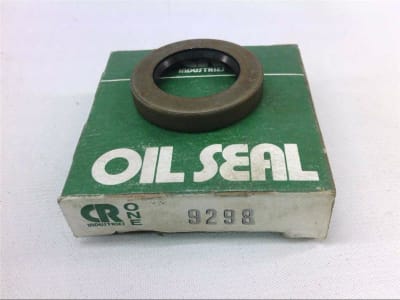 INDUSTRIES
OIL SEAL
CR
INDUSTRIES
ONE
9298